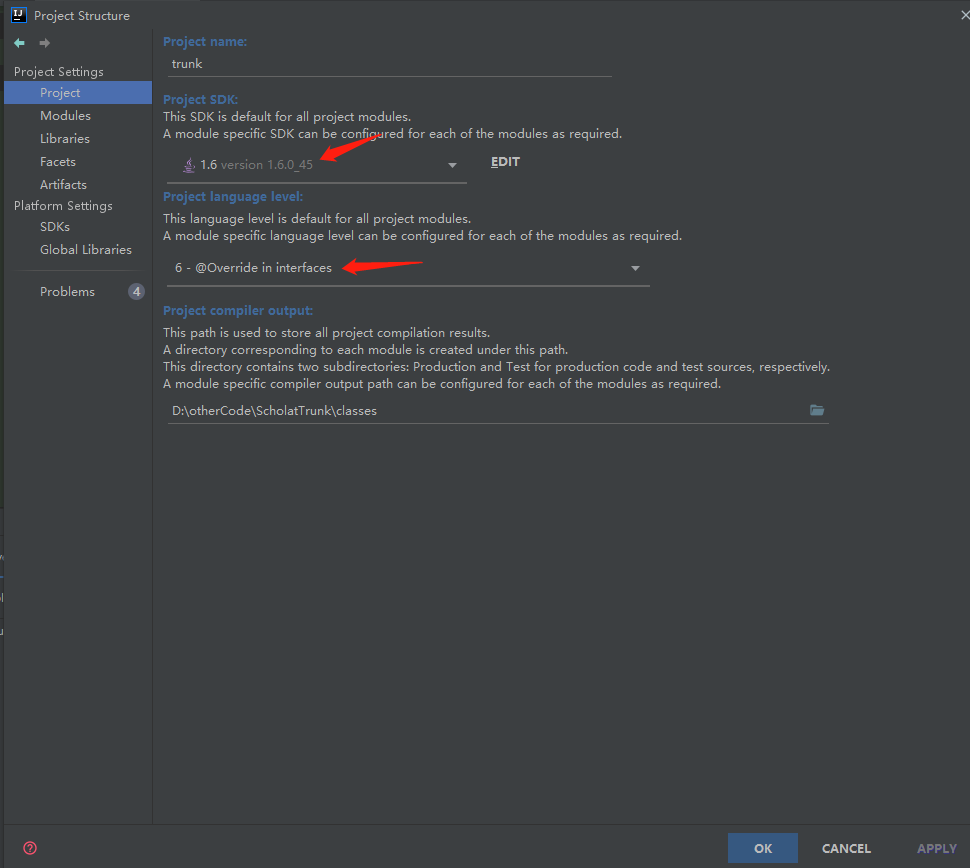 Project Structure
Project Settings
Project
Modules
Libraries
Facets
Artifacts
Platform Settings
SDKs
Global Libraries
Problems 4
Project name:
trunk
Project SDK:
This SDK is default for all project modules.
A module specific SDK can be configured for each of the modules as required.
1.6 version 1.6.0_45
EDIT
Project language level:
This language level is default for all project modules.
A module specific language level can be configured for each of the modules as required.
6 - @Override in interfaces
Project compiler output:
This path is used to store all project compilation results.
A directory corresponding to each module is created under this path.
This directory contains two subdirectories: Production and Test for production code and test sources, respectively.
A module specific compiler output path can be configured for each of the modules as required.
D:\otherCode\ScholatTrunk\classes
OK
CANCEL
APPLY